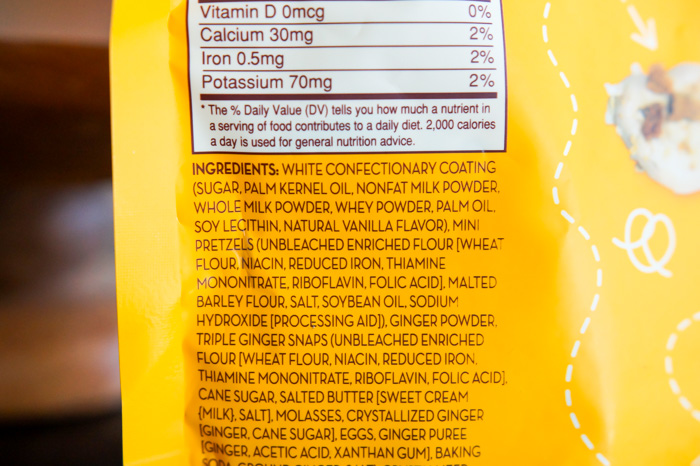 Vitamin D 0mcg 0%
Calcium 30mg 2%
Iron 0.5mg 2%
Potassium 70mg 2%
* The % Daily Value (DV) tells you how much a nutrient in
a serving of food contributes to a daily diet. 2,000 calories
a day is used for general nutrition advice.
INGREDIENTS: WHITE CONFECTIONARY COATING
(SUGAR, PALM KERNEL OIL, NONFAT MILK POWDER,
WHOLE MILK POWDER, WHEY POWDER, PALM OIL,
SOY LECITHIN, NATURAL VANILLA FLAVOR), MINI
PRETZELS (UNBLEACHED ENRICHED FLOUR [WHEAT
FLOUR, NIACIN, REDUCED IRON, THIAMINE
MONONITRATE, RIBOFLAVIN, FOLIC ACID], MALTED
BARLEY FLOUR, SALT, SOYBEAN OIL, SODIUM
HYDROXIDE [PROCESSING AID]), GINGER POWDER,
TRIPLE GINGER SNAPS (UNBLEACHED ENRICHED
FLOUR [WHEAT FLOUR, NIACIN, REDUCED IRON,
THIAMINE MONONITRATE, RIBOFLAVIN, FOLIC ACID],
CANE SUGAR, SALTED BUTTER [SWEET CREAM
{MILK}, SALT], MOLASSES, CRYSTALLIZED GINGER
[GINGER, CANE SUGAR], EGGS, GINGER PUREE
[GINGER, ACETIC ACID, XANTHAN GUM], BAKING